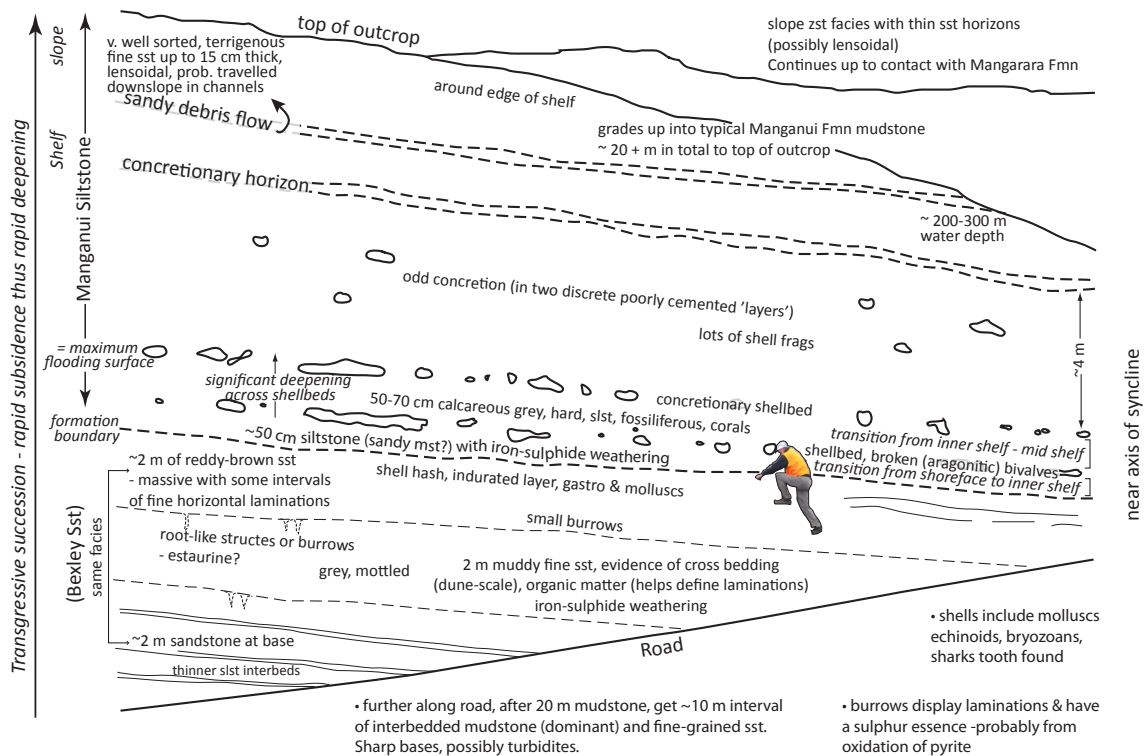 top of outcrop
slope zst facies with thin sst horizons
(possibly lensoidal)
Continues up to contact with Mangarara Fmn
v. well sorted, terrigenous
fine sst up to 15 cm thick,
lensoidal, prob. travelled
downslope in channels
around edge of shelf
sandy debris flow
grades up into typical Manganui Fmn mudstone
~ 20 + m in total to top of outcrop
concretionary horizon
~ 200-300 m
water depth
odd concretion (in two discrete poorly cemented 'layers')
lots of shell frags
~4 m
= maximum
flooding surface
significant deepening
across shellbeds
concretionary shellbed
50-70 cm calcareous grey, hard, slst, fossiliferous, corals
formation
boundary
~50 cm siltstone (sandy mst?) with iron-sulphide weathering
transition from inner shelf - mid shelf
shellbed, broken (aragonitic) bivalves
transition from shoreface to inner shelf
~2 m of reddy-brown sst
- massive with some intervals
of fine horizontal laminations
shell hash, indurated layer, gastro & molluscs
small burrows
root-like structes or burrows
- estaurine?
grey, mottled
2 m muddy fine sst, evidence of cross bedding
(dune-scale), organic matter (helps define laminations)
iron-sulphide weathering
~2 m sandstone at base
thinner slst interbeds
Road
• shells include molluscs
echinoids, bryozoans,
sharks tooth found
• further along road, after 20 m mudstone, get ~10 m interval
of interbedded mudstone (dominant) and fine-grained sst.
Sharp bases, possibly turbidites.
• burrows display laminations & have
a sulphur essence -probably from
oxidation of pyrite
Transgressive succession - rapid subsidence thus rapid deepening
slope
Shelf
Manganui Siltstone
(Bexley Sst)
same facies
near axis of syncline